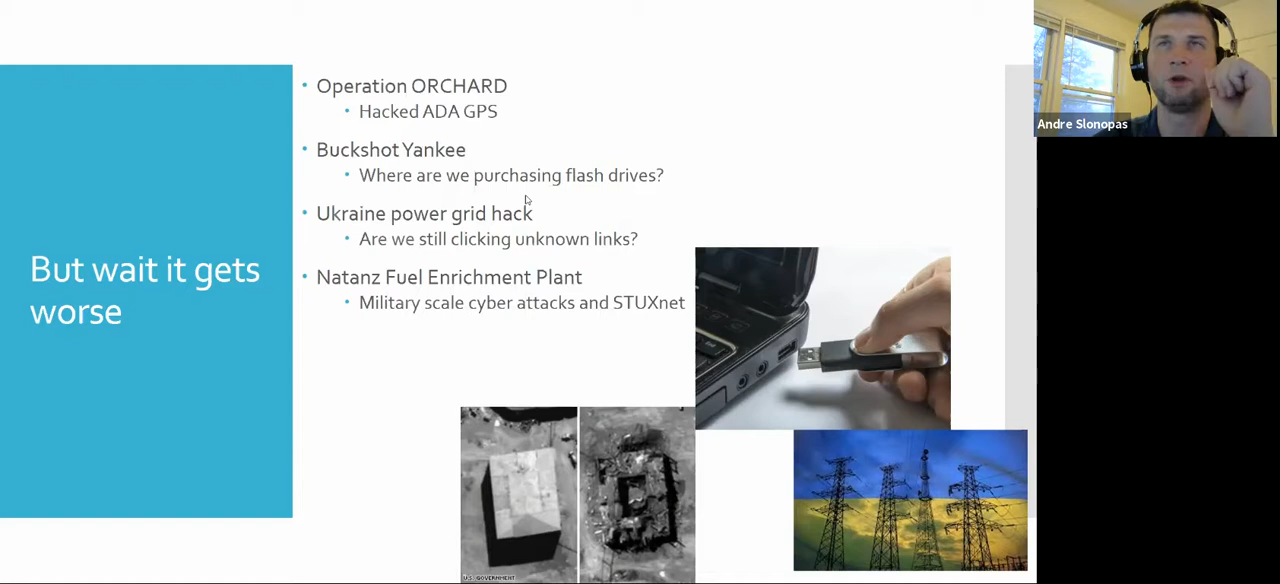 But wait it gets
worse
Operation ORCHARD
Hacked ADA GPS
Buckshot Yankee
Where are we purchasing flash drives?
Ukraine power grid hack
Are we still clicking unknown links?
Natanz Fuel Enrichment Plant
Military scale cyber attacks and STUXnet
U.S. GOVERNMENT
Andre Slonopas